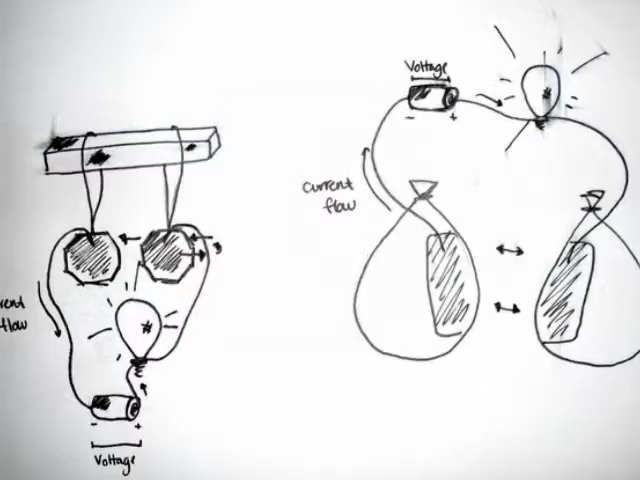 Voltage
- +
current
flow
flow
- +
Voltage